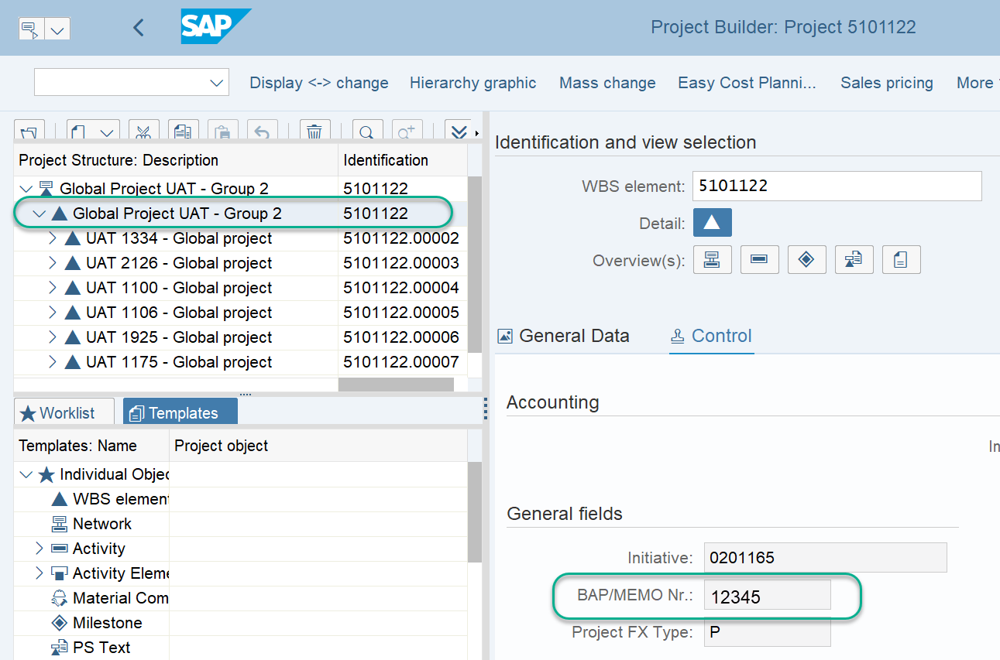 SAP
Project Builder: Project 5101122
Display <-> change Hierarchy graphic Mass change Easy Cost Planni... Sales pricing More
Project Structure: Description Identification
Global Project UAT - Group 2 5101122
Global Project UAT - Group 2 5101122
UAT 1334 - Global project 5101122.00002
UAT 2126 - Global project 5101122.00003
UAT 1100 - Global project 5101122.00004
UAT 1106 - Global project 5101122.00005
UAT 1925 - Global project 5101122.00006
UAT 1175 - Global project 5101122.00007
Worklist Templates
Templates: Name Project object
Individual Objec
WBS element
Network
Activity
Activity Eleme
Material Com
Milestone
PS Text
Identification and view selection
WBS element: 5101122
Detail:
Overview(s):
General Data Control
Accounting
In
General fields
Initiative: 0201165
BAP/MEMO Nr.: 12345
Project FX Type: P